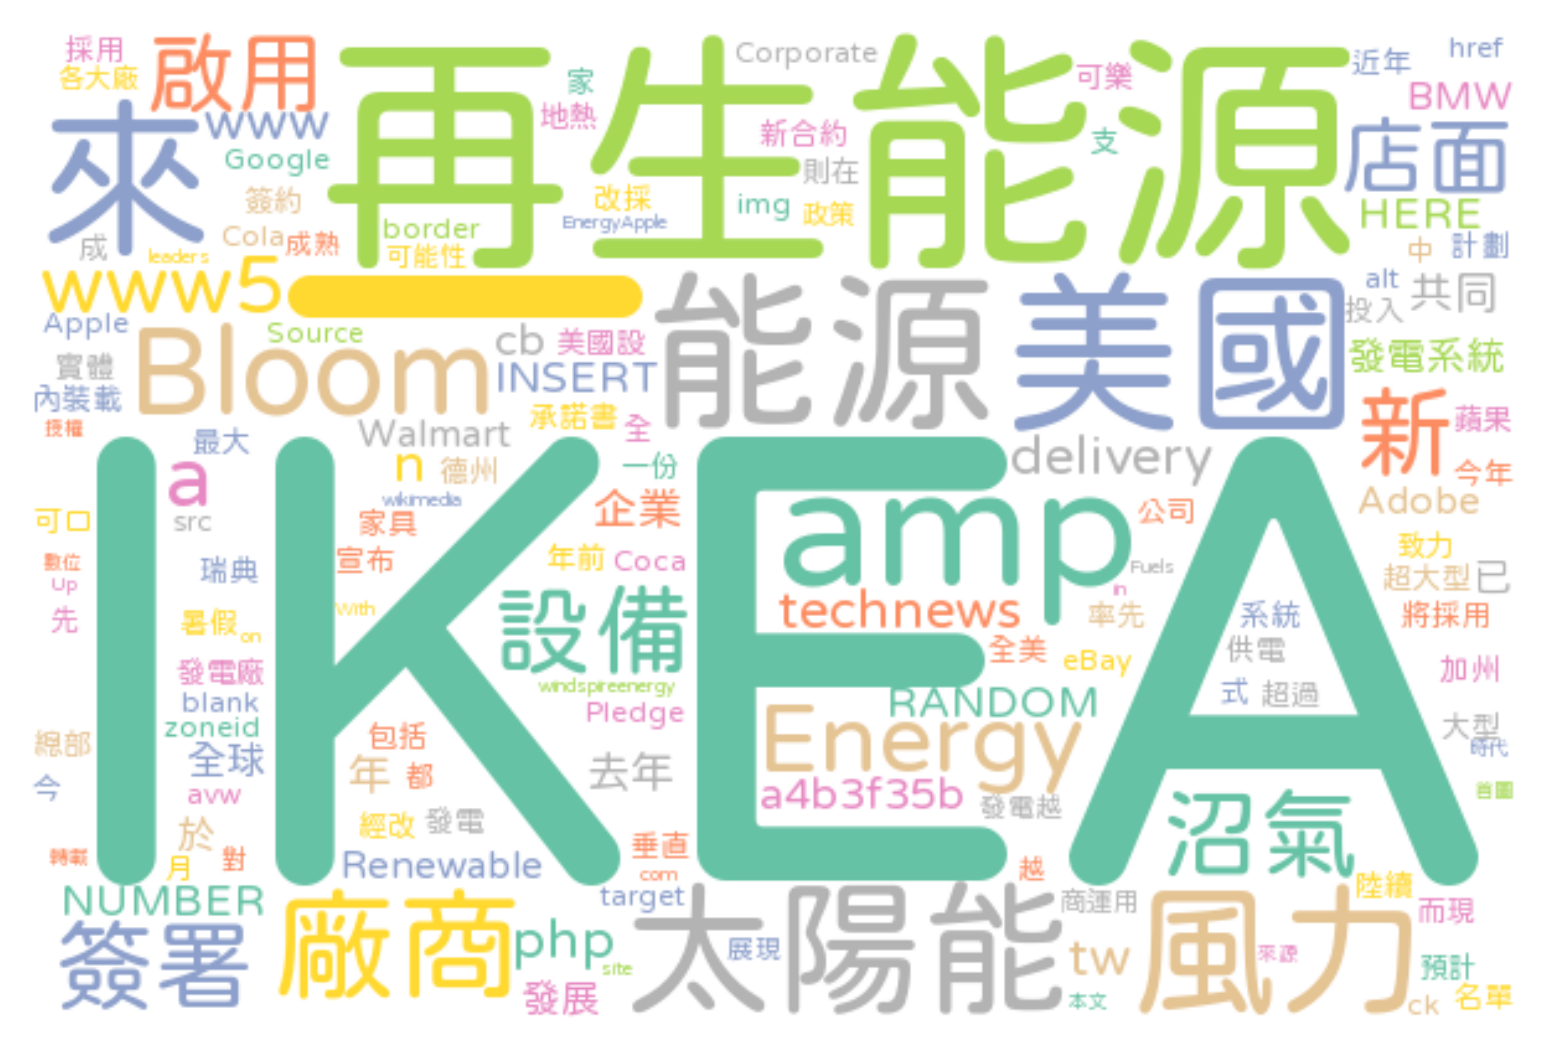 採用
各大廠
啟用
再生能源
家
地熱
Corporate
可樂
近年
href
BMW
來
www
Google
簽約
Cola
成熟
成
leaders
border
可能性
改採
EnergyApple
新合約
則在
img
政策
支
店面
HERE
中
計劃
www5
一
能源
美國
alt
投入
共同
Apple
Source
Bloom
cb
美國設
INSERT
發電系統
實體
內裝載
授權
最大
Walmart
承諾書
全
delivery
新
蘋果
今年
IKEA
a
src
n
德州
wikimedia
一份
企業
amp
公司
Adobe
可口
家具
數位
Up
先
瑞典
宣布
年前
Coca
Fuels
in
致力
超大型
已
暑假
on
With
設備
technews
率先
系統
將採用
發電廠
windspireenergy
全美
eBay
供電
加州
blank
zoneid
Pledge
RANDOM
式
超過
總部
全球
包括
Energy
大型
時代
今
avw
年
都
去年
a4b3f35b
發電越
首圖
於
經改
發電
沼氣
轉載
月
對
Renewable
垂直
com
越
NUMBER
target
陸續
簽署
廠商
php
site
太陽能
商運用
風力
而現
發展
展現
tw
來源
預計
本文
ck
名單